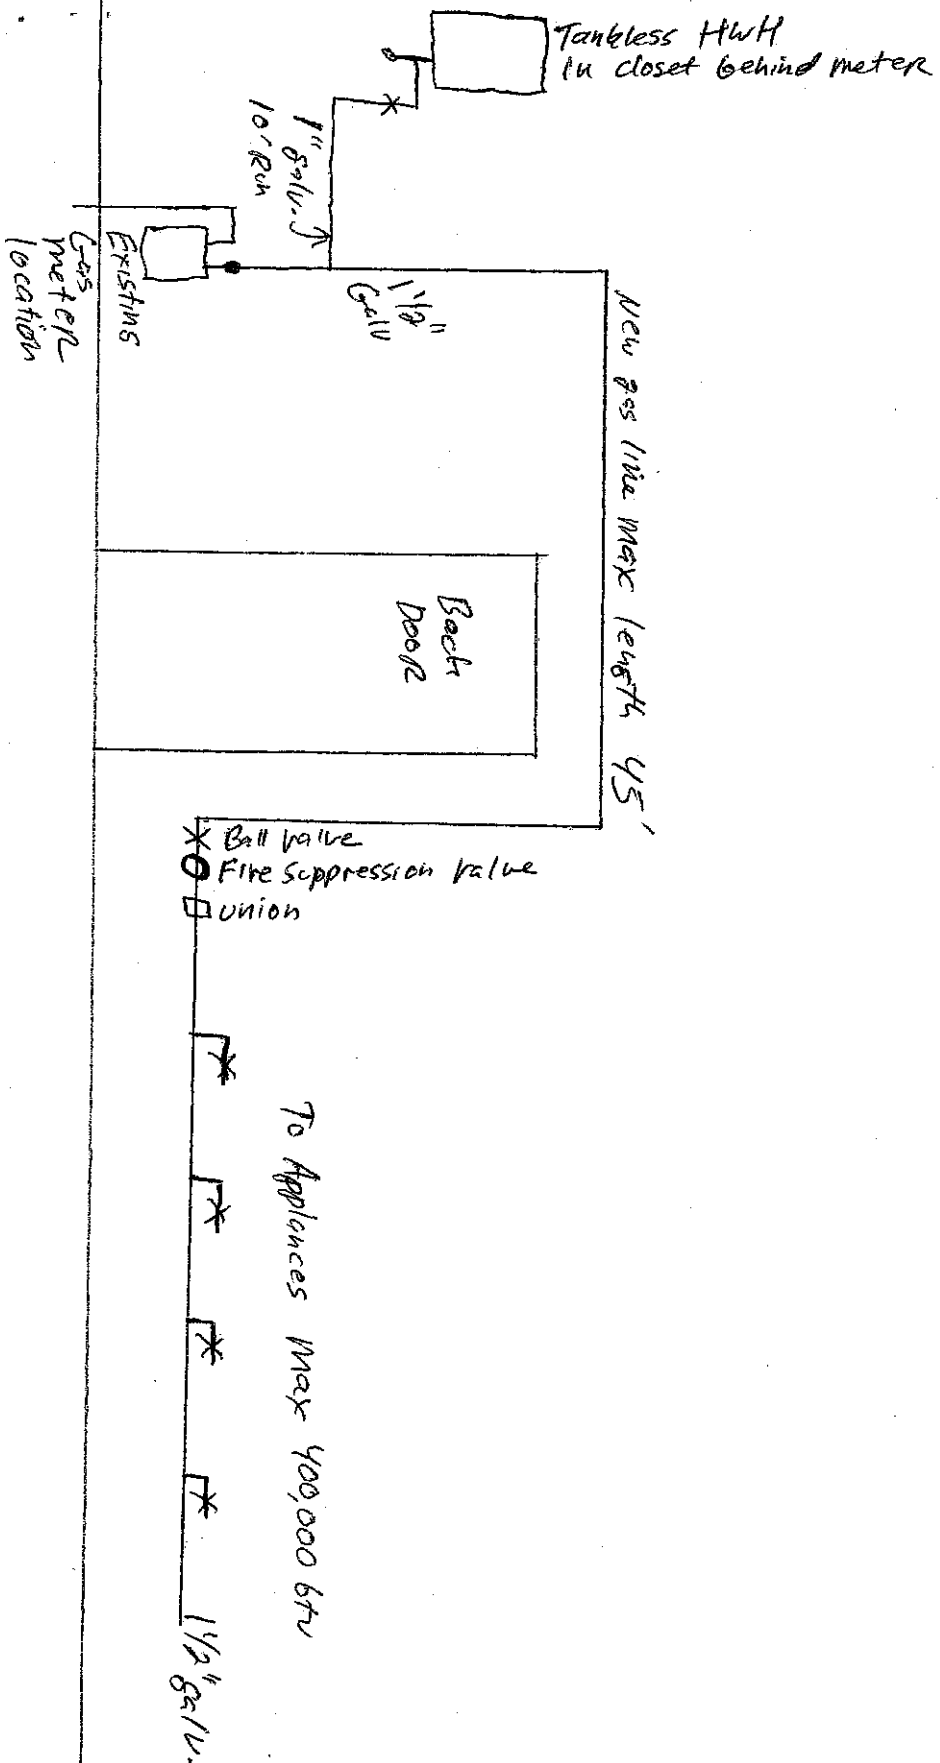 Tankless HWH
In closet behind meter
1" galv.
10' Run
Existing
Gas
meter
location
1 1/2"
Galv
New gas line max length 45'
Back
DOOR
Ball valve
Fire suppression valve
union
To Applances max 400,000 btu
1 1/2" galv.